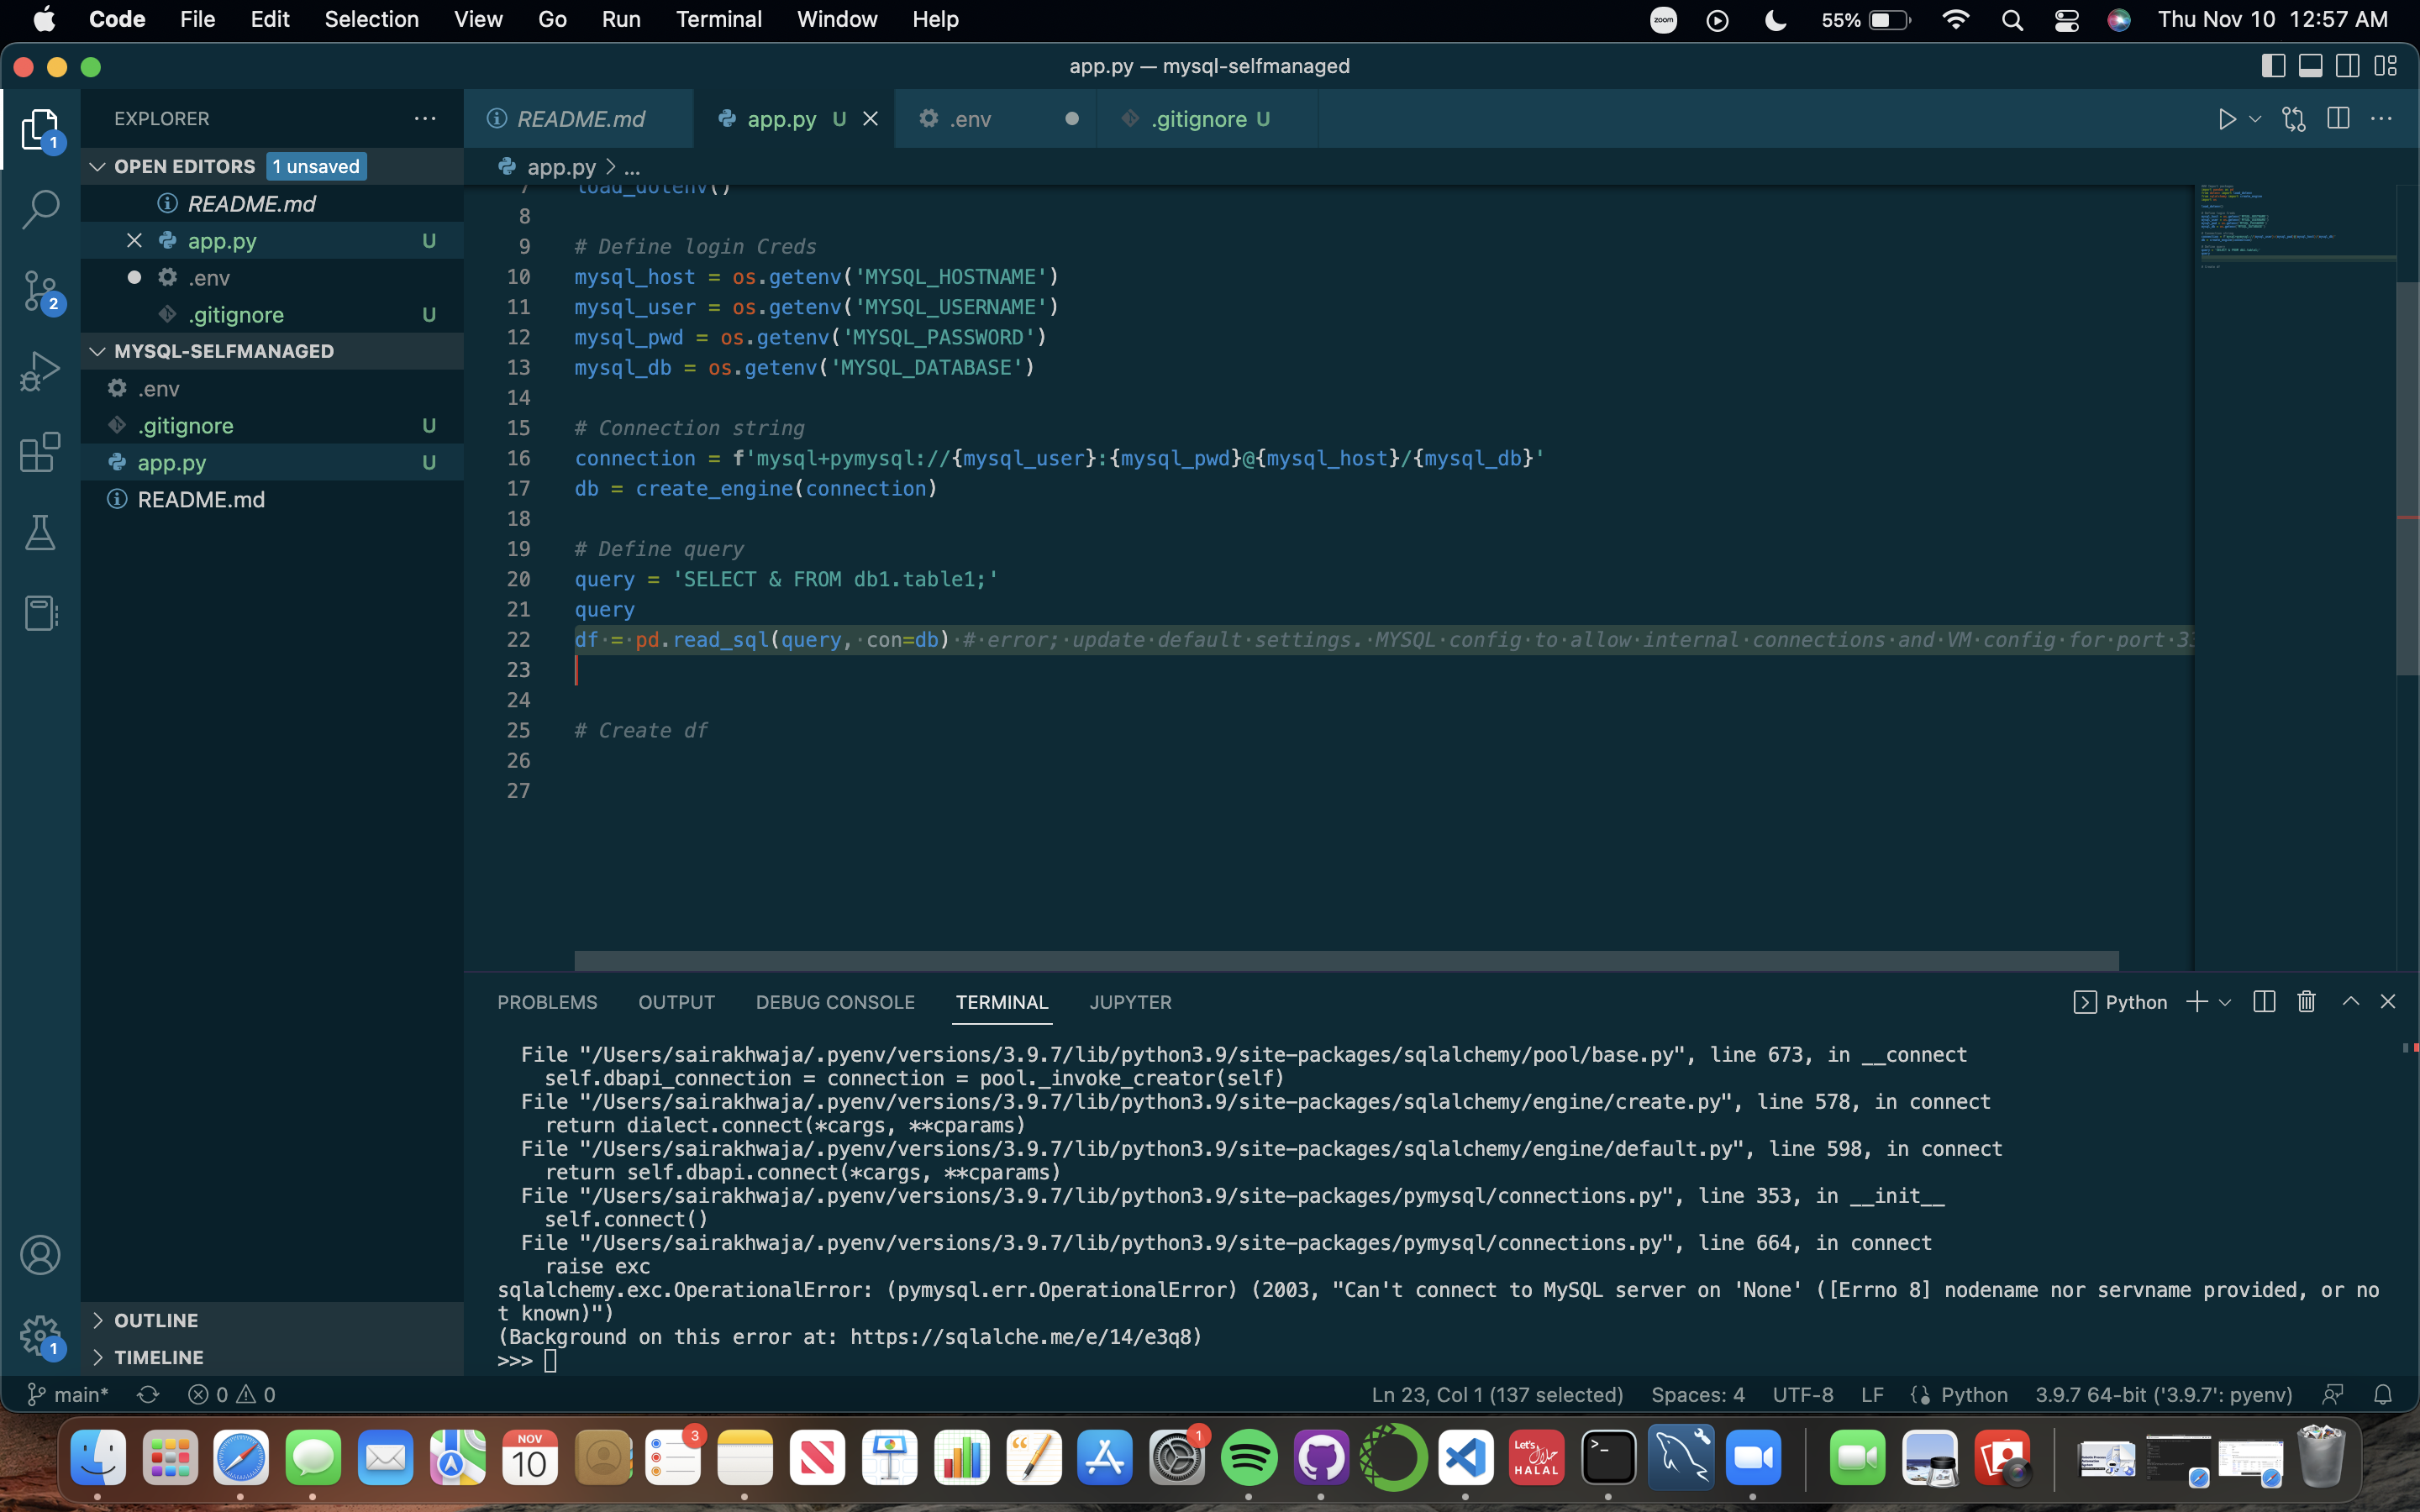 Code File Edit Selection View Go Run Terminal Window Help
zoom 55% Thu Nov 10 12:57 AM
app.py — mysql-selfmanaged
EXPLORER
README.md
app.py U
.env
.gitignore U
OPEN EDITORS 1 unsaved
README.md
app.py U
.env
.gitignore U
MYSQL-SELFMANAGED
.env
.gitignore U
app.py U
README.md
OUTLINE
TIMELINE
1
2
1
app.py > ...
7 load_dotenv()
8
9 # Define login Creds
10 mysql_host = os.getenv('MYSQL_HOSTNAME')
11 mysql_user = os.getenv('MYSQL_USERNAME')
12 mysql_pwd = os.getenv('MYSQL_PASSWORD')
13 mysql_db = os.getenv('MYSQL_DATABASE')
14
15 # Connection string
16 connection = f'mysql+pymysql://{mysql_user}:{mysql_pwd}@{mysql_host}/{mysql_db}'
17 db = create_engine(connection)
18
19 # Define query
20 query = 'SELECT & FROM db1.table1;'
21 query
22 df = pd.read_sql(query, con=db) # error; update default settings. MYSQL config to allow internal connections and VM config for port 33
23
24
25 # Create df
26
27
PROBLEMS OUTPUT DEBUG CONSOLE TERMINAL JUPYTER
Python
File "/Users/sairakhwaja/.pyenv/versions/3.9.7/lib/python3.9/site-packages/sqlalchemy/pool/base.py", line 673, in __connect
self.dbapi_connection = connection = pool._invoke_creator(self)
File "/Users/sairakhwaja/.pyenv/versions/3.9.7/lib/python3.9/site-packages/sqlalchemy/engine/create.py", line 578, in connect
return dialect.connect(*cargs, **cparams)
File "/Users/sairakhwaja/.pyenv/versions/3.9.7/lib/python3.9/site-packages/sqlalchemy/engine/default.py", line 598, in connect
return self.dbapi.connect(*cargs, **cparams)
File "/Users/sairakhwaja/.pyenv/versions/3.9.7/lib/python3.9/site-packages/pymysql/connections.py", line 353, in __init__
self.connect()
File "/Users/sairakhwaja/.pyenv/versions/3.9.7/lib/python3.9/site-packages/pymysql/connections.py", line 664, in connect
raise exc
sqlalchemy.exc.OperationalError: (pymysql.err.OperationalError) (2003, "Can't connect to MySQL server on 'None' ([Errno 8] nodename nor servname provided, or no
t known)")
(Background on this error at: https://sqlalche.me/e/14/e3q8)
>>>
main* 0 0 Ln 23, Col 1 (137 selected) Spaces: 4 UTF-8 LF Python 3.9.7 64-bit ('3.9.7': pyenv)
NOV
10
3
1
Let's
HALAL